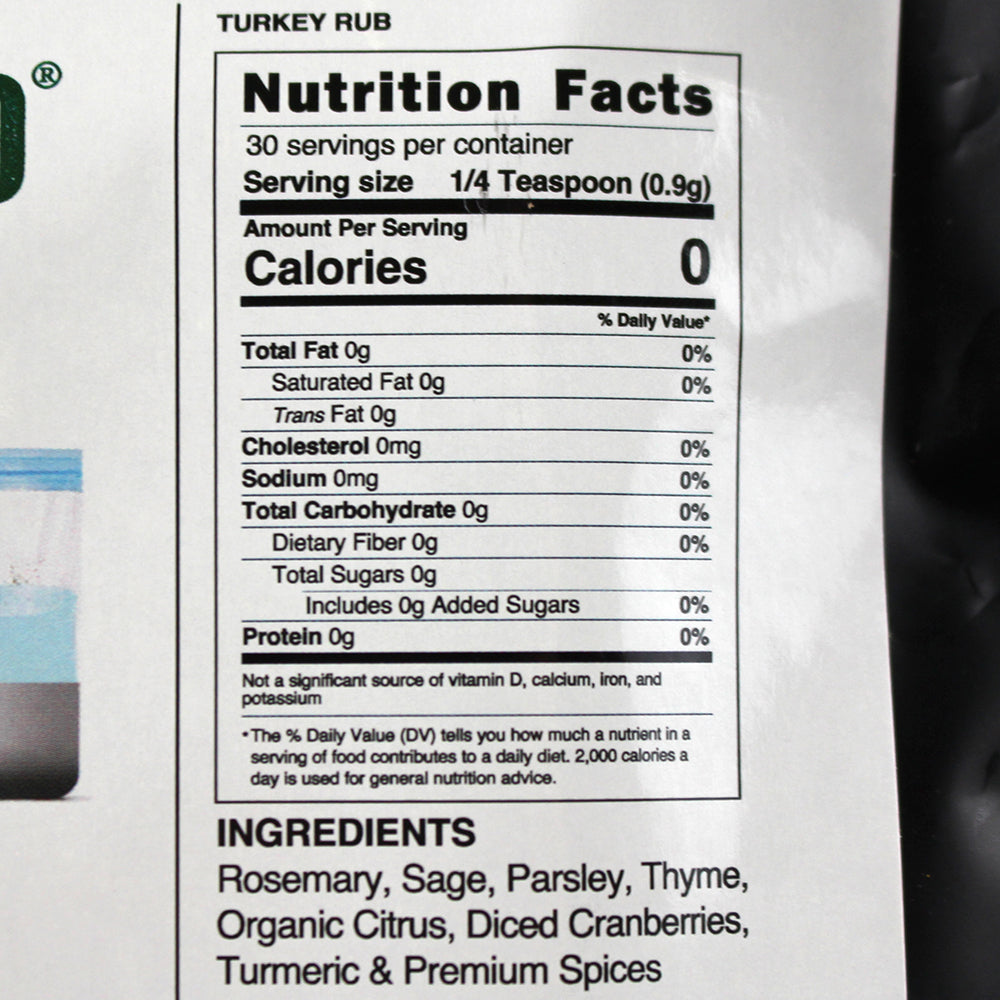 ®
TURKEY RUB
Nutrition Facts
30 servings per container
Serving size 1/4 Teaspoon (0.9g)
Amount Per Serving
Calories 0
% Daily Value*
Total Fat 0g 0%
Saturated Fat 0g 0%
Trans Fat 0g
Cholesterol 0mg 0%
Sodium 0mg 0%
Total Carbohydrate 0g 0%
Dietary Fiber 0g 0%
Total Sugars 0g
Includes 0g Added Sugars 0%
Protein 0g 0%
Not a significant source of vitamin D, calcium, iron, and
potassium
*The % Daily Value (DV) tells you how much a nutrient in a
serving of food contributes to a daily diet. 2,000 calories a
day is used for general nutrition advice.
INGREDIENTS
Rosemary, Sage, Parsley, Thyme,
Organic Citrus, Diced Cranberries,
Turmeric & Premium Spices